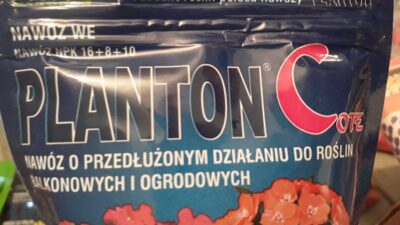 NAWÓZ WE
NAWÓZ NPK 16+8+10
PLANTON® COTE
NAWÓZ O PRZEDŁUŻONYM DZIAŁANIU DO ROŚLIN
BALKONOWYCH I OGRODOWYCH